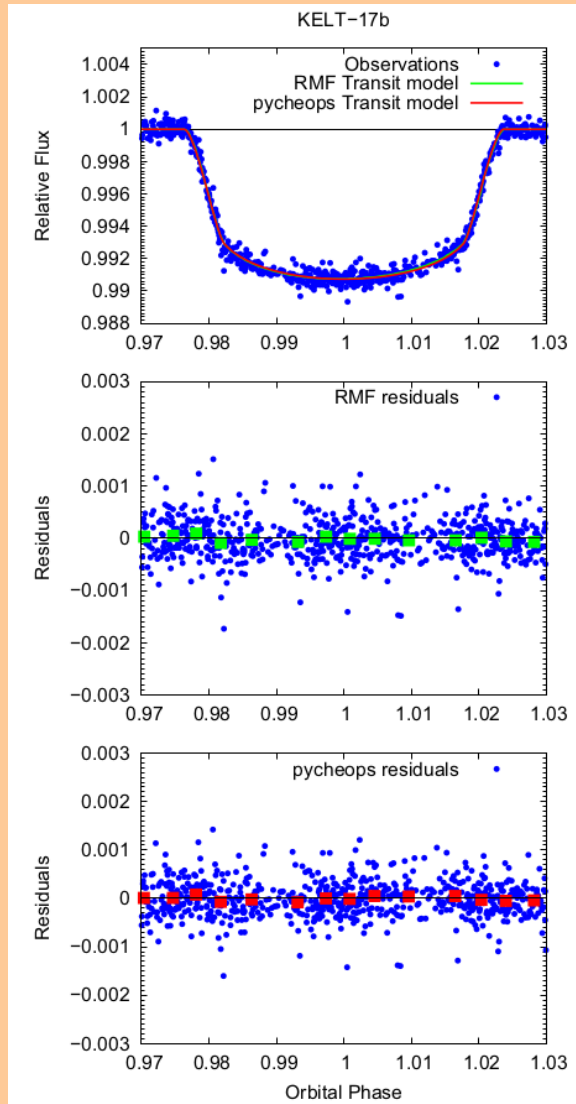 KELT−17b
1.004
1.002
1
0.998
0.996
0.994
0.992
0.99
0.988
Relative Flux
Observations
RMF Transit model
pycheops Transit model
0.97 0.98 0.99 1 1.01 1.02 1.03
0.003
0.002
0.001
0
−0.001
−0.002
−0.003
Residuals
RMF residuals
0.97 0.98 0.99 1 1.01 1.02 1.03
0.003
0.002
0.001
0
−0.001
−0.002
−0.003
Residuals
pycheops residuals
0.97 0.98 0.99 1 1.01 1.02 1.03
Orbital Phase